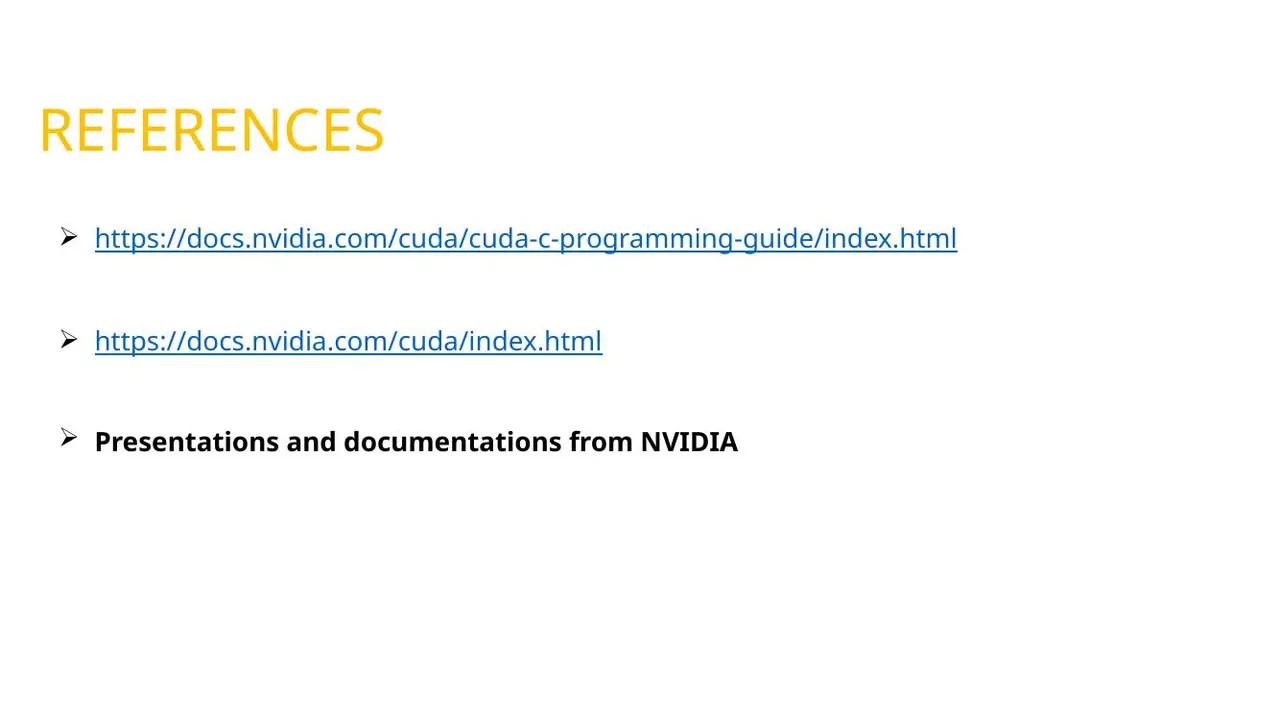 REFERENCES
https://docs.nvidia.com/cuda/cuda-c-programming-guide/index.html
https://docs.nvidia.com/cuda/index.html
Presentations and documentations from NVIDIA